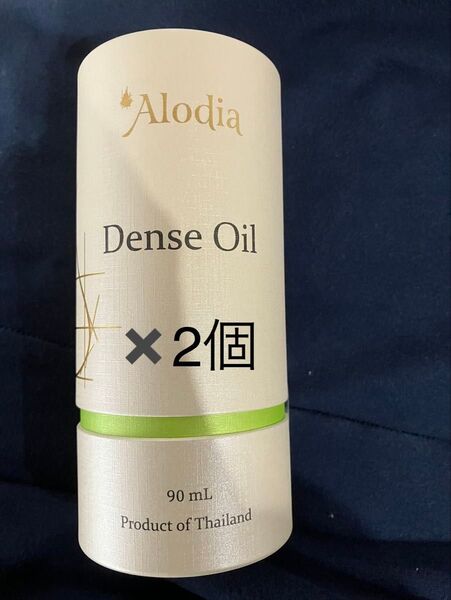 Alodia
Dense Oil
✖2個
90 mL
Product of Thailand